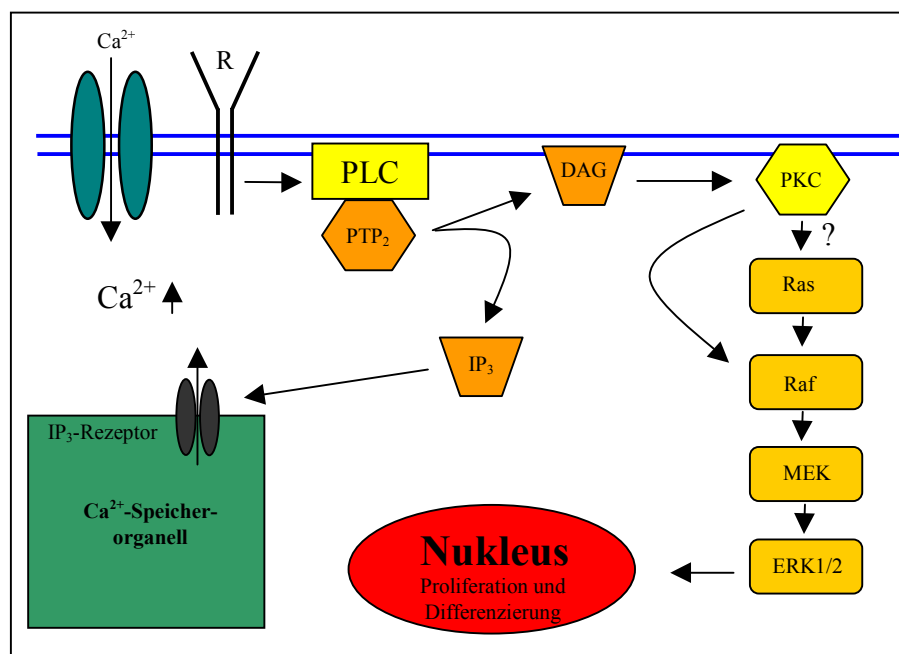 Ca²⁺
R
PLC
PTP₂
DAG
PKC
?
Ras
Raf
MEK
ERK1/2
IP₃
Ca²⁺
IP₃-Rezeptor
Ca²⁺-Speicher-
organell
Nukleus
Proliferation und
Differenzierung